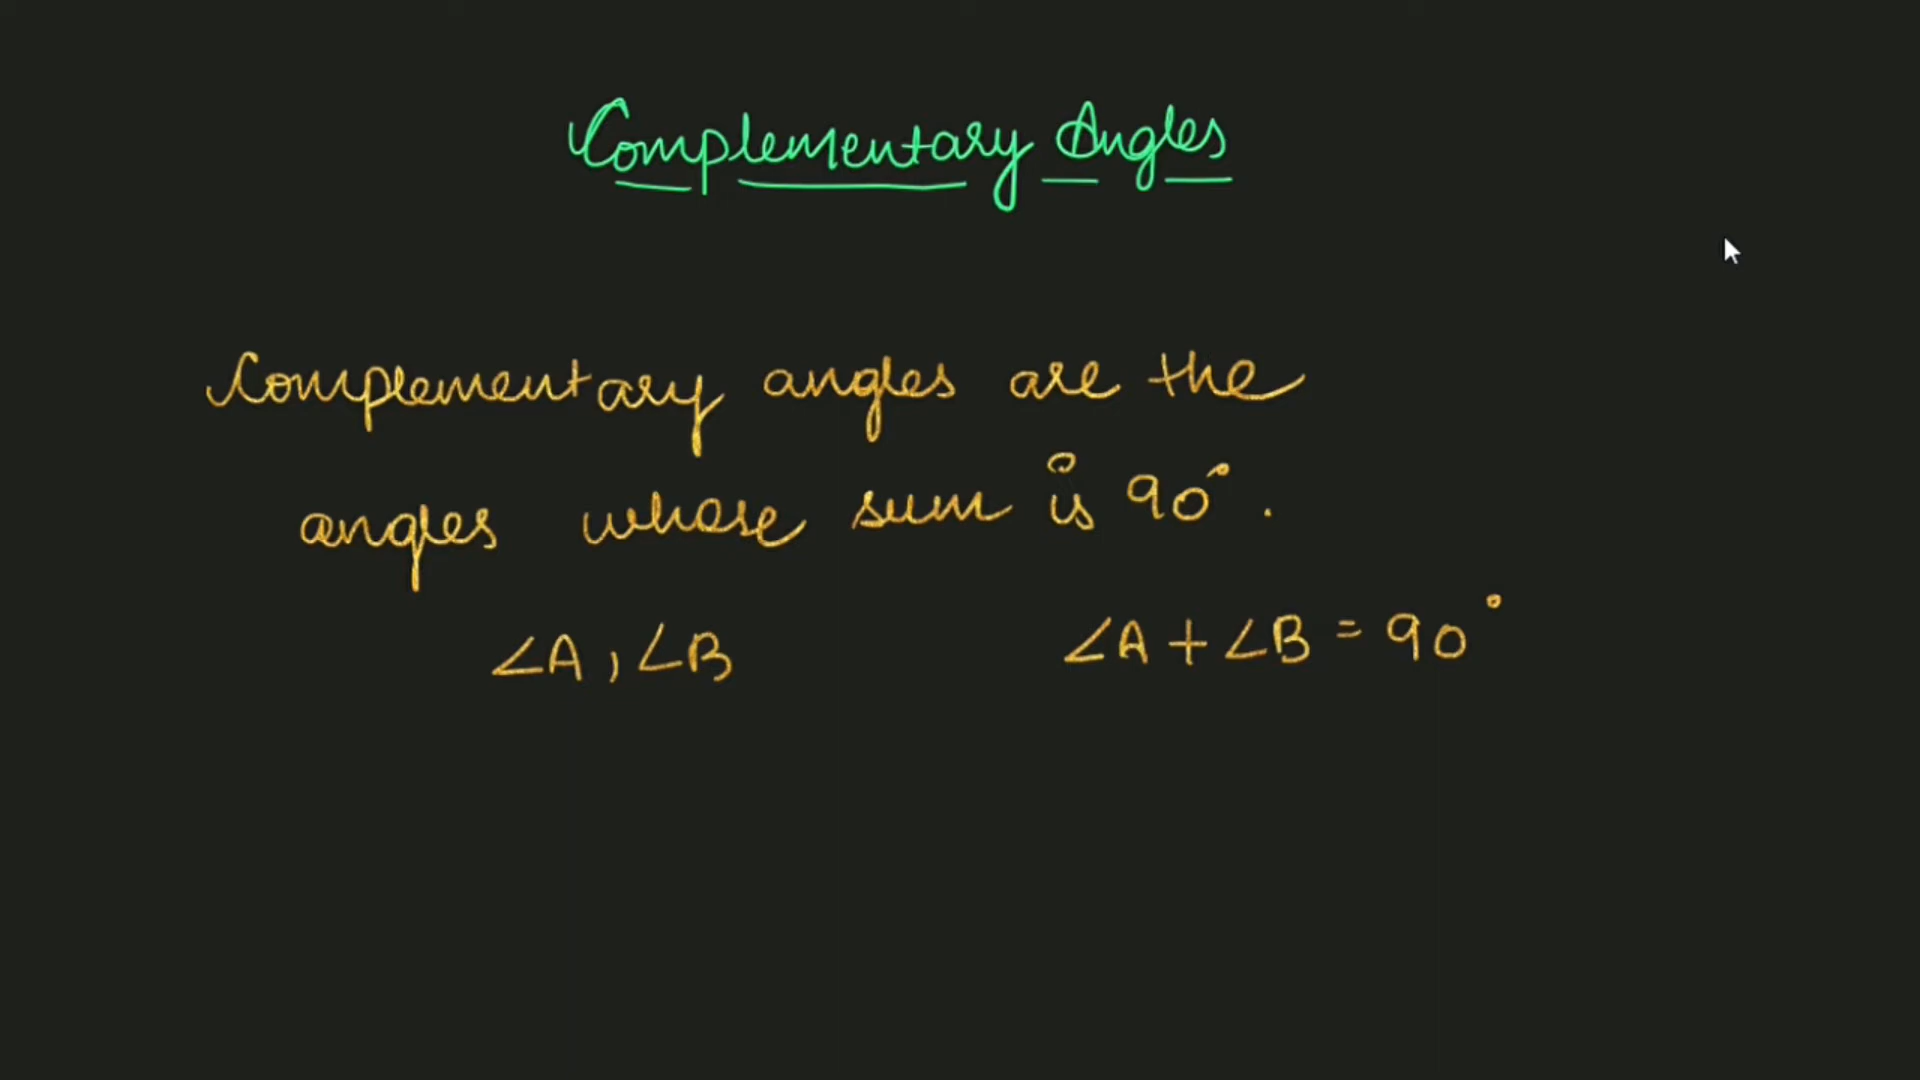 Complementary Angles
Complementary angles are the
angles whose sum is 90°.
∠A, ∠B
∠A + ∠B = 90°